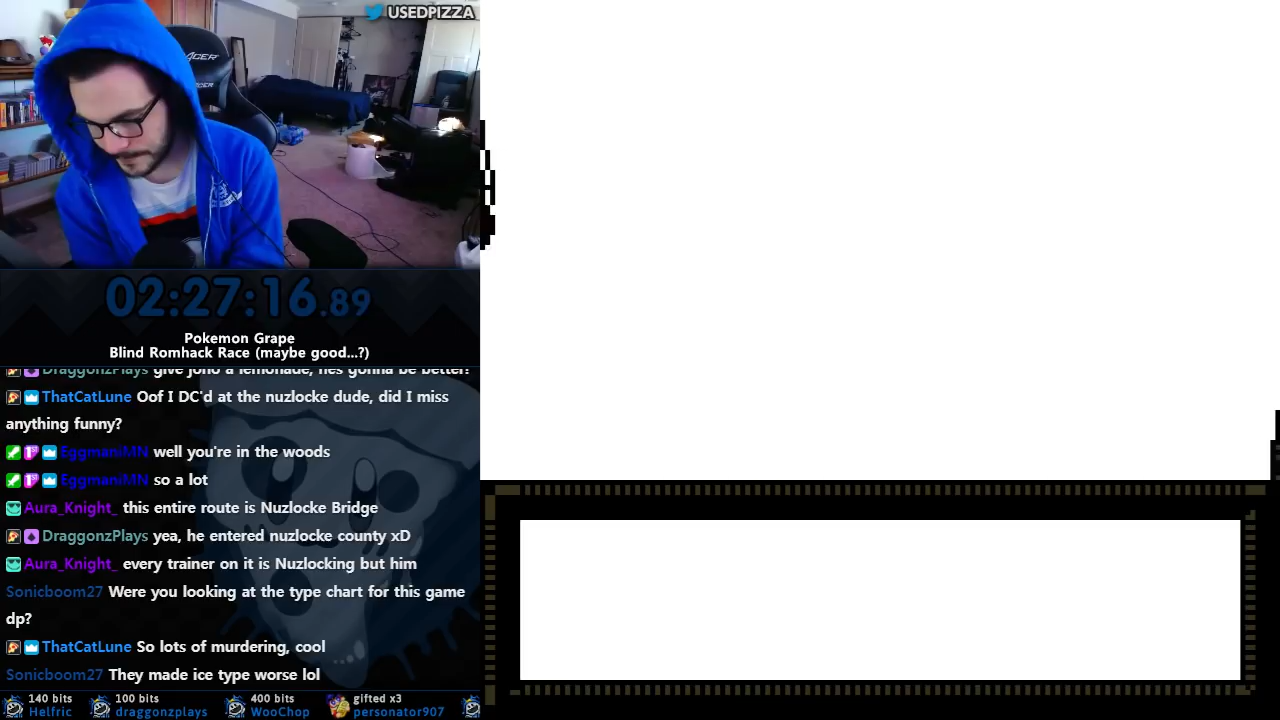 USEDPIZZA
02:27:16.89
Pokemon Grape
Blind Romhack Race (maybe good...?)
DraggonzPlays give jono a lemonade, hes gonna be better!
ThatCatLune Oof I DC'd at the nuzlocke dude, did I miss
anything funny?
EggmaniMN well you're in the woods
EggmaniMN so a lot
Aura_Knight_ this entire route is Nuzlocke Bridge
DraggonzPlays yea, he entered nuzlocke county xD
Aura_Knight_ every trainer on it is Nuzlocking but him
Sonicboom27 Were you looking at the type chart for this game
dp?
ThatCatLune So lots of murdering, cool
Sonicboom27 They made ice type worse lol
140 bits
Helfric
100 bits
draggonzplays
400 bits
WooChop
gifted x3
personator907